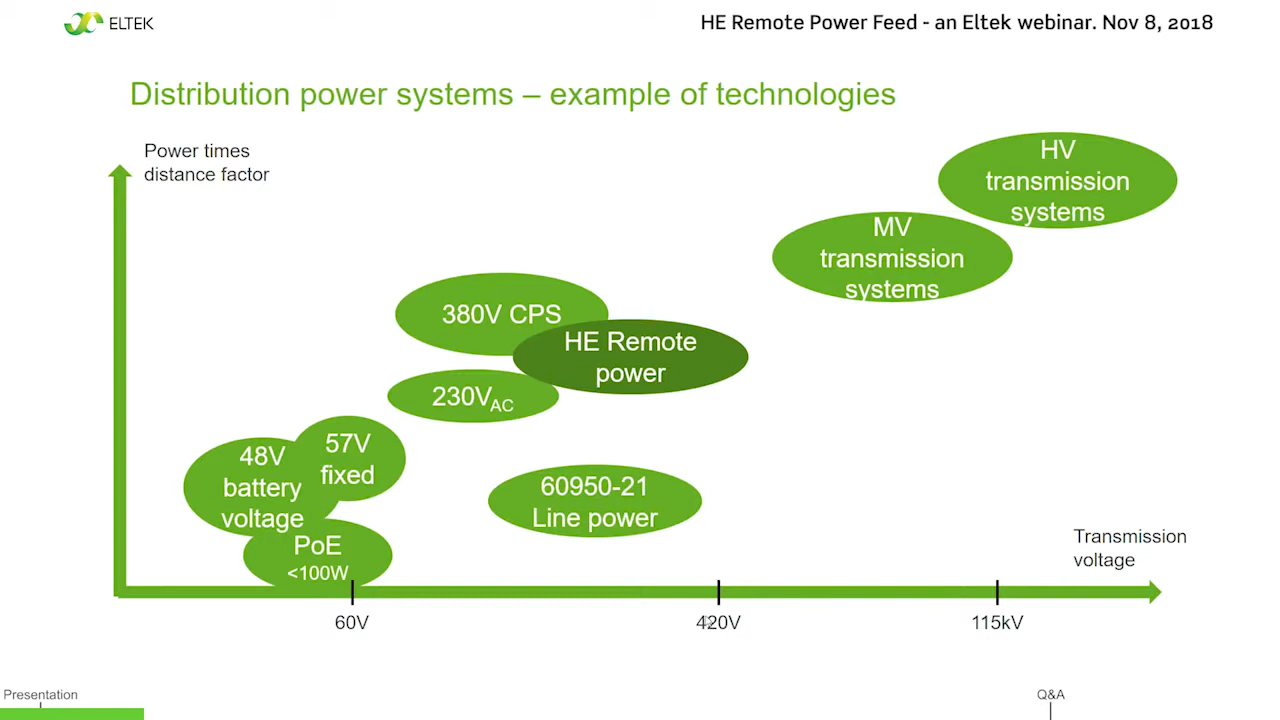 ELTEK
HE Remote Power Feed - an Eltek webinar. Nov 8, 2018
Distribution power systems – example of technologies
Power times
distance factor
HV
transmission
systems
MV
transmission
systems
380V CPS
HE Remote
power
230VAC
57V
fixed
48V
battery
voltage
60950-21
Line power
PoE
<100W
Transmission
voltage
60V
420V
115kV
Presentation
Q&A